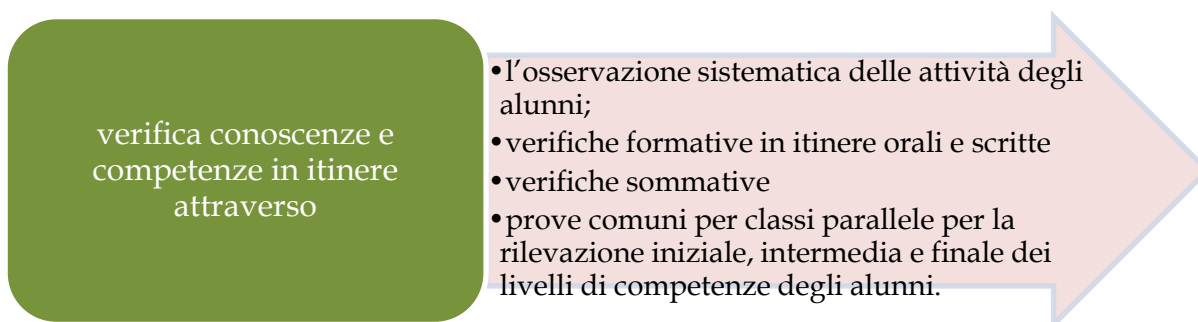 verifica conoscenze e
competenze in itinere
attraverso
•l’osservazione sistematica delle attività degli
alunni;
•verifiche formative in itinere orali e scritte
•verifiche sommative
•prove comuni per classi parallele per la
rilevazione iniziale, intermedia e finale dei
livelli di competenze degli alunni.